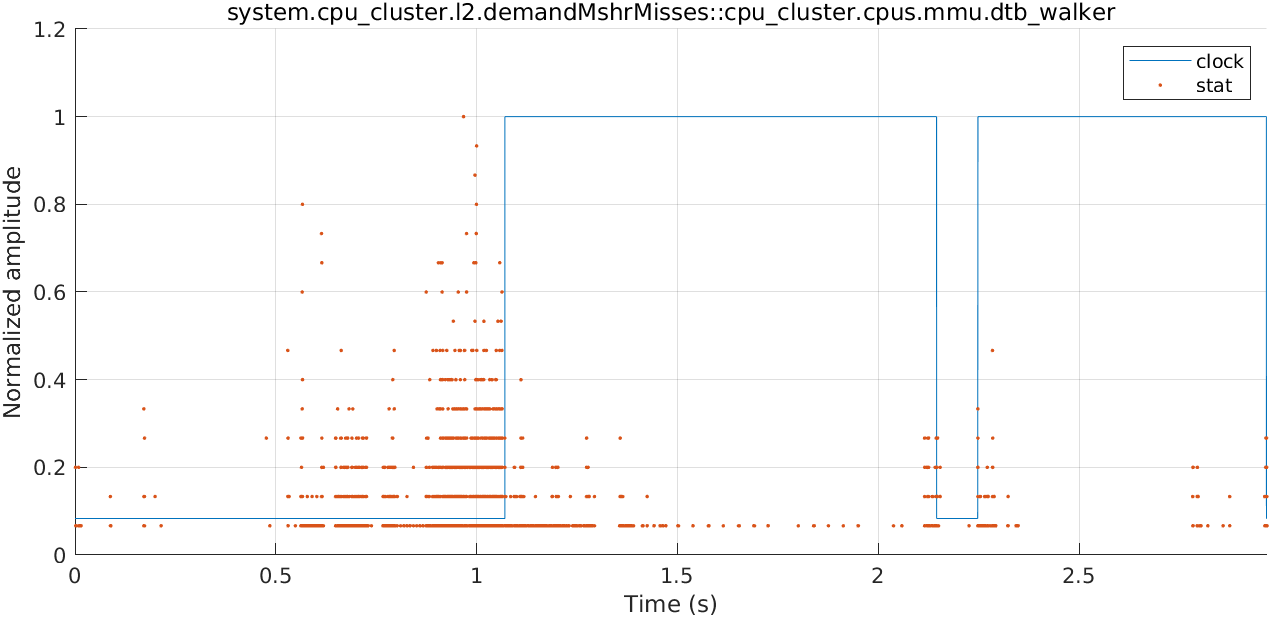 system.cpu_cluster.l2.demandMshrMisses::cpu_cluster.cpus.mmu.dtb_walker
1.2
clock
stat
1
0.8
Normalized amplitude
0.6
0.4
0.2
0
0
0.5
1
1.5
2
2.5
Time (s)